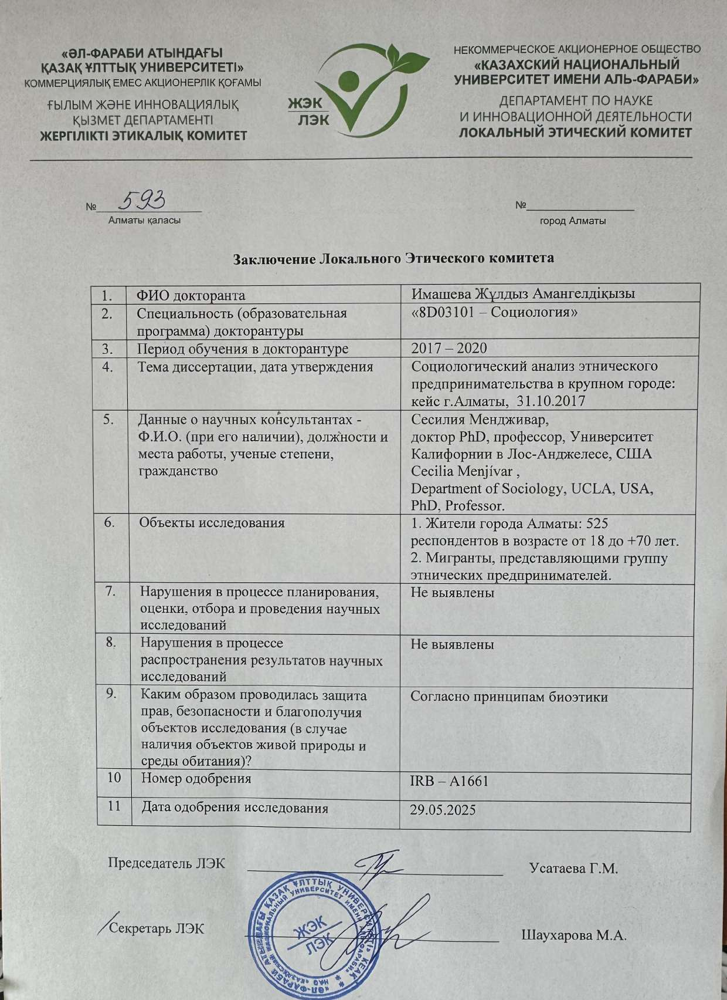 «ӘЛ-ФАРАБИ АТЫНДАҒЫ
ҚАЗАҚ ҰЛТТЫҚ УНИВЕРСИТЕТІ»
КОММЕРЦИЯЛЫҚ ЕМЕС АКЦИОНЕРЛІК ҚОҒАМЫ
ҒЫЛЫМ ЖӘНЕ ИННОВАЦИЯЛЫҚ
ҚЫЗМЕТ ДЕПАРТАМЕНТІ
ЖЕРГІЛІКТІ ЭТИКАЛЫҚ КОМИТЕТ
ЖЭК
ЛЭК
НЕКОММЕРЧЕСКОЕ АКЦИОНЕРНОЕ ОБЩЕСТВО
«КАЗАХСКИЙ НАЦИОНАЛЬНЫЙ
УНИВЕРСИТЕТ ИМЕНИ АЛЬ-ФАРАБИ»
ДЕПАРТАМЕНТ ПО НАУКЕ
И ИННОВАЦИОННОЙ ДЕЯТЕЛЬНОСТИ
ЛОКАЛЬНЫЙ ЭТИЧЕСКИЙ КОМИТЕТ
№ 593
Алматы қаласы
№
город Алматы
Заключение Локального Этического комитета
1. ФИО докторанта
Имашева Жұлдыз Амангелдіқызы
2. Специальность (образовательная
программа) докторантуры
«8D03101 – Социология»
3. Период обучения в докторантуре
2017 – 2020
4. Тема диссертации, дата утверждения
Социологический анализ этнического
предпринимательства в крупном городе:
кейс г.Алматы, 31.10.2017
5. Данные о научных консультантах -
Ф.И.О. (при его наличии), должности и
места работы, ученые степени,
гражданство
Сесилия Мендживар,
доктор PhD, профессор, Университет
Калифорнии в Лос-Анджелесе, США
Cecilia Menjívar ,
Department of Sociology, UCLA, USA,
PhD, Professor.
6. Объекты исследования
1. Жители города Алматы: 525
респондентов в возрасте от 18 до +70 лет.
2. Мигранты, представляющими группу
этнических предпринимателей.
7. Нарушения в процессе планирования,
оценки, отбора и проведения научных
исследований
Не выявлены
8. Нарушения в процессе
распространения результатов научных
исследований
Не выявлены
9. Каким образом проводилась защита
прав, безопасности и благополучия
объектов исследования (в случае
наличия объектов живой природы и
среды обитания)?
Согласно принципам биоэтики
10 Номер одобрения
IRB – A1661
11 Дата одобрения исследования
29.05.2025
Председатель ЛЭК
Усатаева Г.М.
Секретарь ЛЭК
Шаухарова М.А.
«ӘЛ-ФАРАБИ АТЫНДАҒЫ ҚАЗАҚ ҰЛТТЫҚ УНИВЕРСИТЕТІ» КЕАҚ
НАО «КАЗАХСКИЙ НАЦИОНАЛЬНЫЙ УНИВЕРСИТЕТ ИМЕНИ АЛЬ-ФАРАБИ»
ЖЭК
ЛЭК